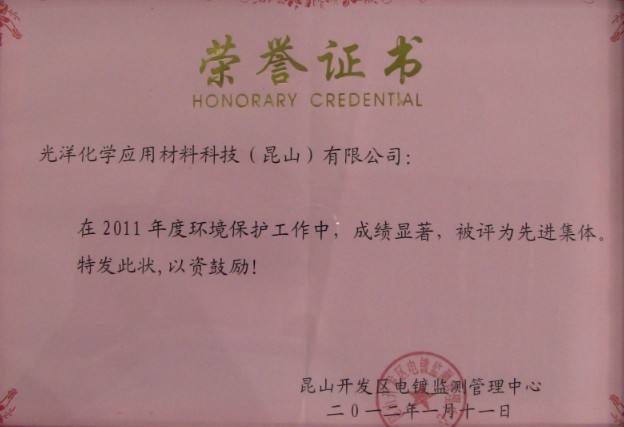 荣誉证书
HONORARY CREDENTIAL
光洋化学应用材料科技（昆山）有限公司：
在2011年度环境保护工作中，成绩显著，被评为先进集体。
特发此状，以资鼓励！
昆山开发区电镀监测管理中心
二〇一二年一月十一日